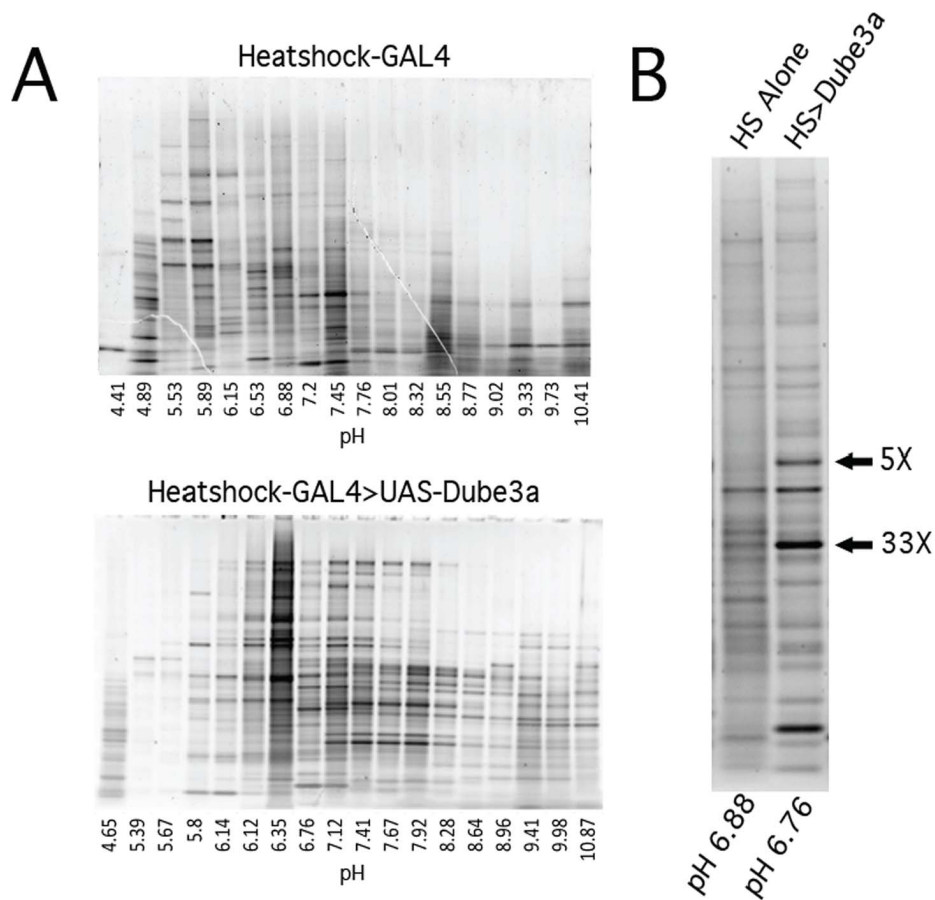 A
Heatshock-GAL4
4.41 4.89 5.53 5.89 6.15 6.53 6.88 7.2 7.45 7.76 8.01 8.32 8.55 8.77 9.02 9.33 9.73 10.41
pH
Heatshock-GAL4>UAS-Dube3a
4.65 5.39 5.67 5.8 6.14 6.12 6.35 6.76 7.12 7.41 7.67 7.92 8.28 8.64 8.96 9.41 9.98 10.87
pH
B
HS Alone
HS>Dube3a
5X
33X
pH 6.88
pH 6.76